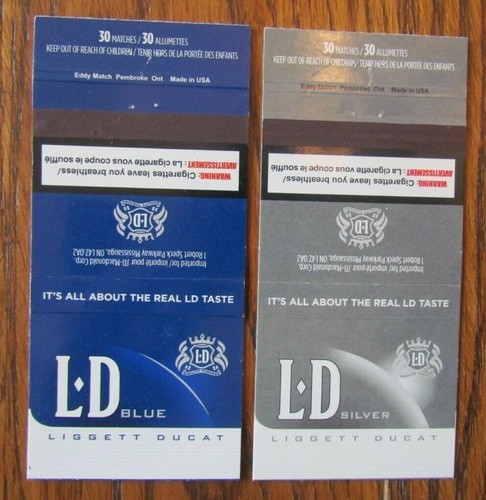 30 MATCHES / 30 ALLUMETTES
KEEP OUT OF REACH OF CHILDREN / TENIR HORS DE LA PORTÉE DES ENFANTS
Eddy Match Pembroke Ont Made in USA
WARNING: Cigarettes leave you breathless/
AVERTISSEMENT: La cigarette vous coupe le souffle
LD
Imported for/ importé pour JTI-Macdonald Corp.
1 Robert Speck Parkway Mississauga, ON L4Z 0A2
IT'S ALL ABOUT THE REAL LD TASTE
L·D
L·D BLUE
LIGGETT DUCAT
30 MATCHES / 30 ALLUMETTES
KEEP OUT OF REACH OF CHILDREN / TENIR HORS DE LA PORTÉE DES ENFANTS
Eddy Match Pembroke Ont Made in USA
WARNING: Cigarettes leave you breathless/
AVERTISSEMENT: La cigarette vous coupe le souffle
LD
Imported for/ importé pour JTI-Macdonald Corp.
1 Robert Speck Parkway Mississauga, ON L4Z 0A2
IT'S ALL ABOUT THE REAL LD TASTE
L·D
L·D SILVER
LIGGETT DUCAT